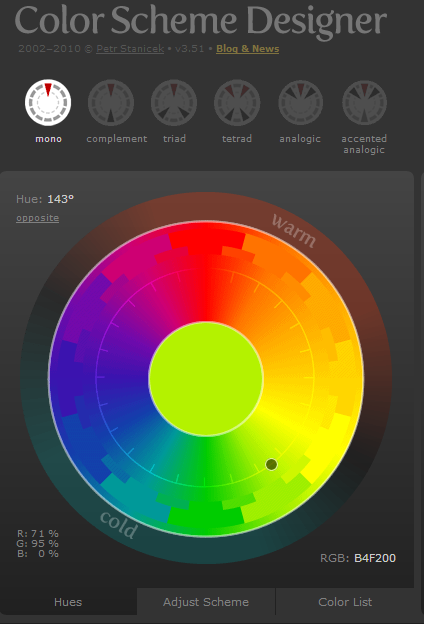 Color Scheme Designer
2002–2010 © Petr Stanicek • v3.51 • Blog & News
mono complement triad tetrad analogic accented analogic
Hue: 143°
opposite
warm
cold
R: 71 %
G: 95 %
B: 0 %
RGB: B4F200
Hues Adjust Scheme Color List